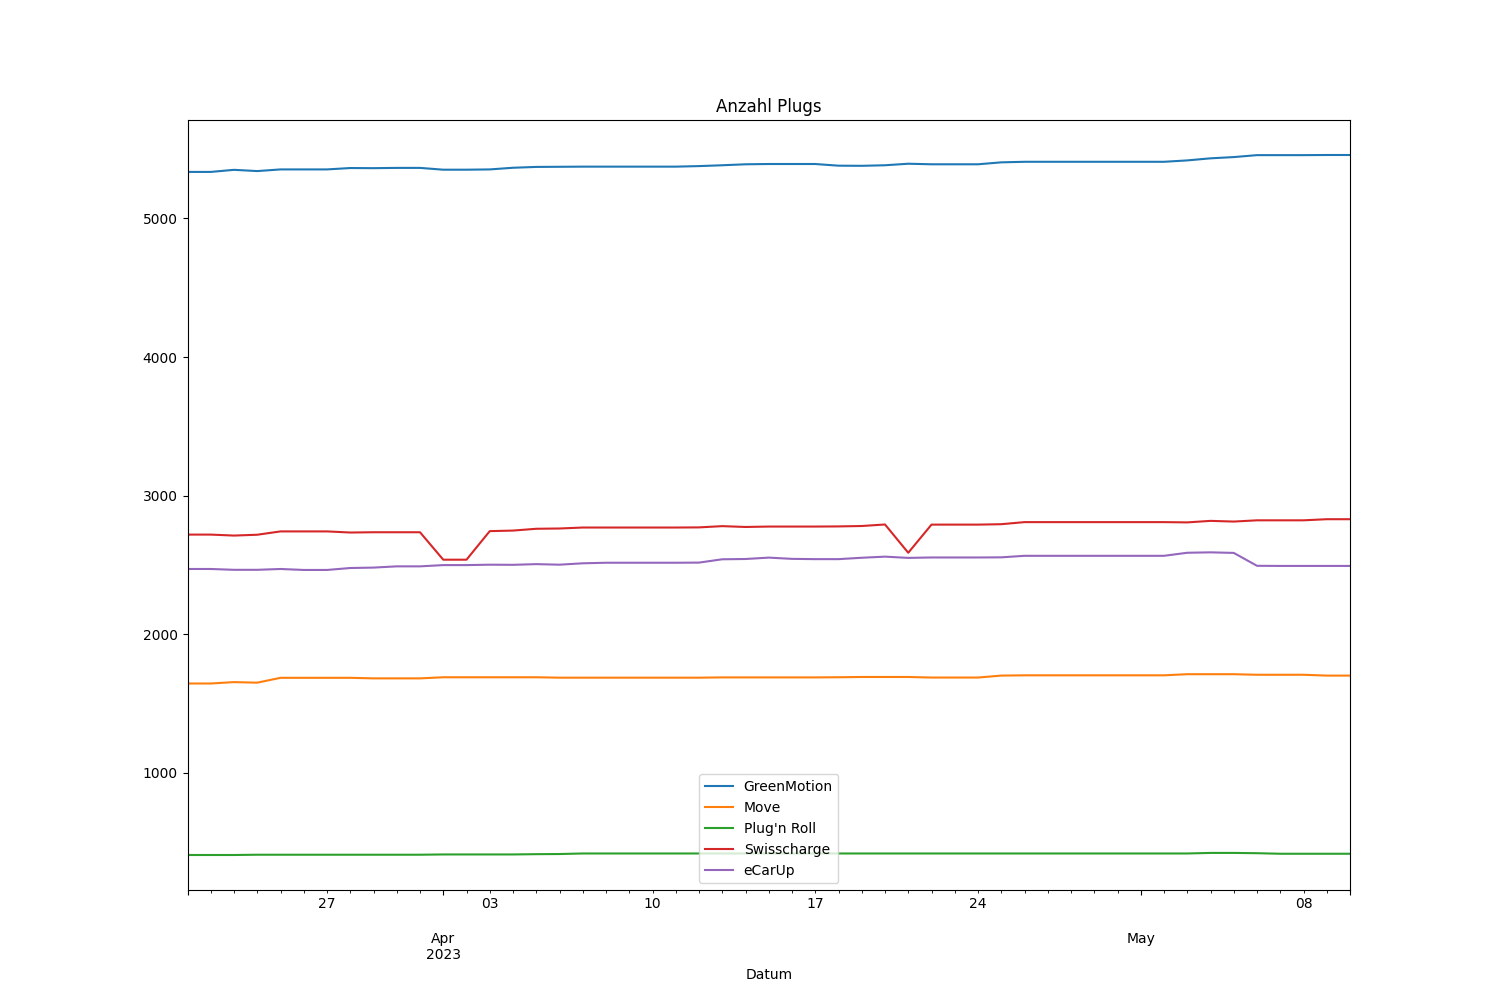 Anzahl Plugs
5000
4000
3000
2000
1000
GreenMotion
Move
Plug'n Roll
Swisscharge
eCarUp
27 03 10 17 24 08
Apr May
2023
Datum